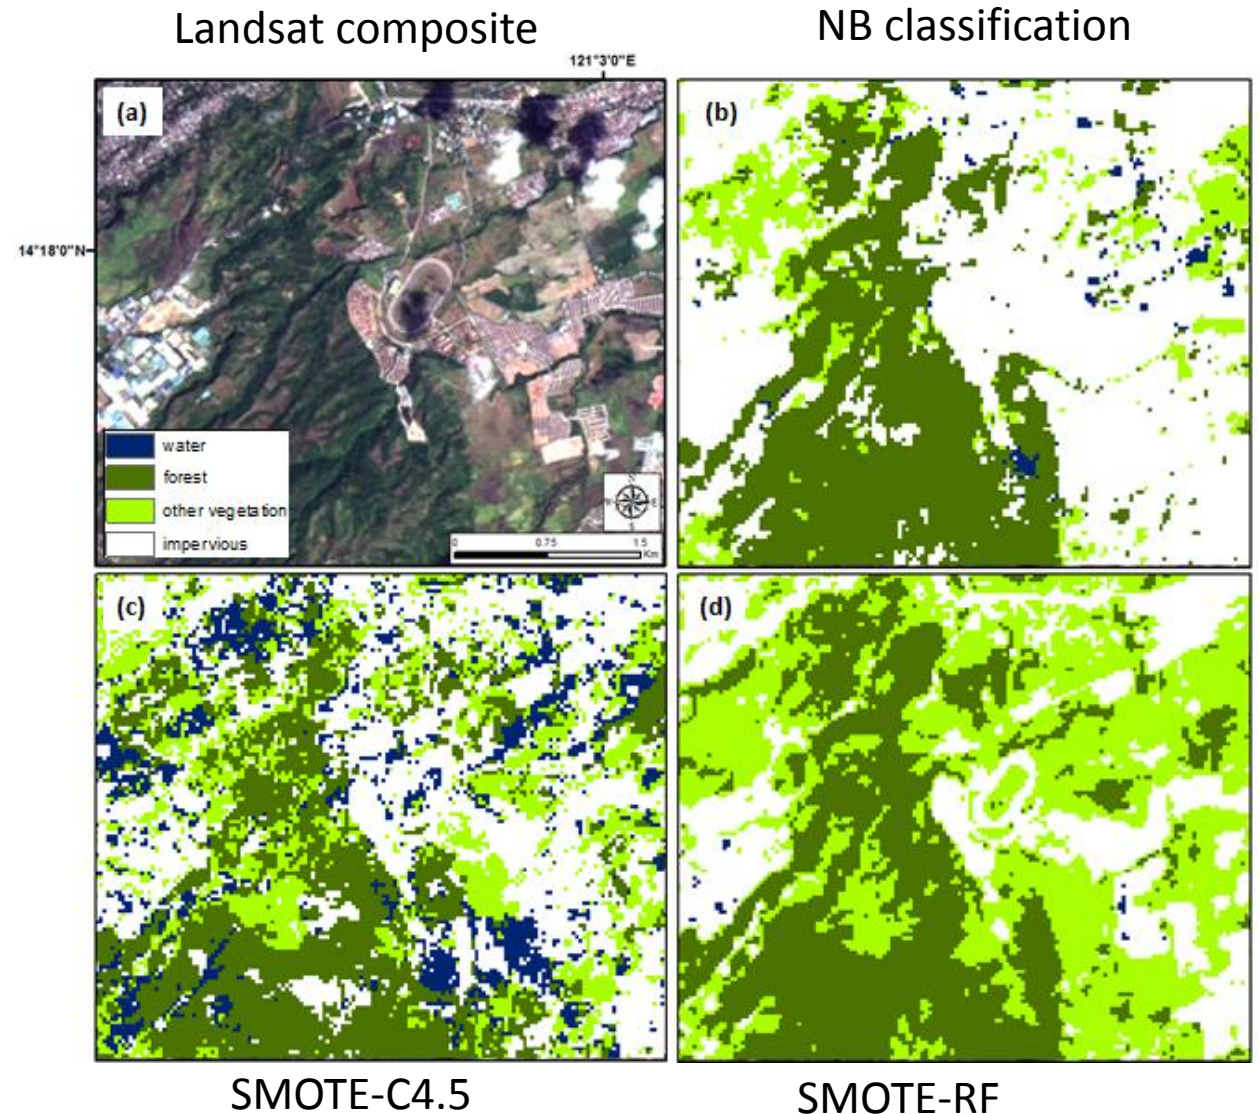 Landsat composite
NB classification
121°3'0"E
(a)
(b)
14°18'0"N
water
forest
other vegetation
impervious
N
W
E
S
0
0.75
1.5
Km
(c)
(d)
SMOTE-C4.5
SMOTE-RF